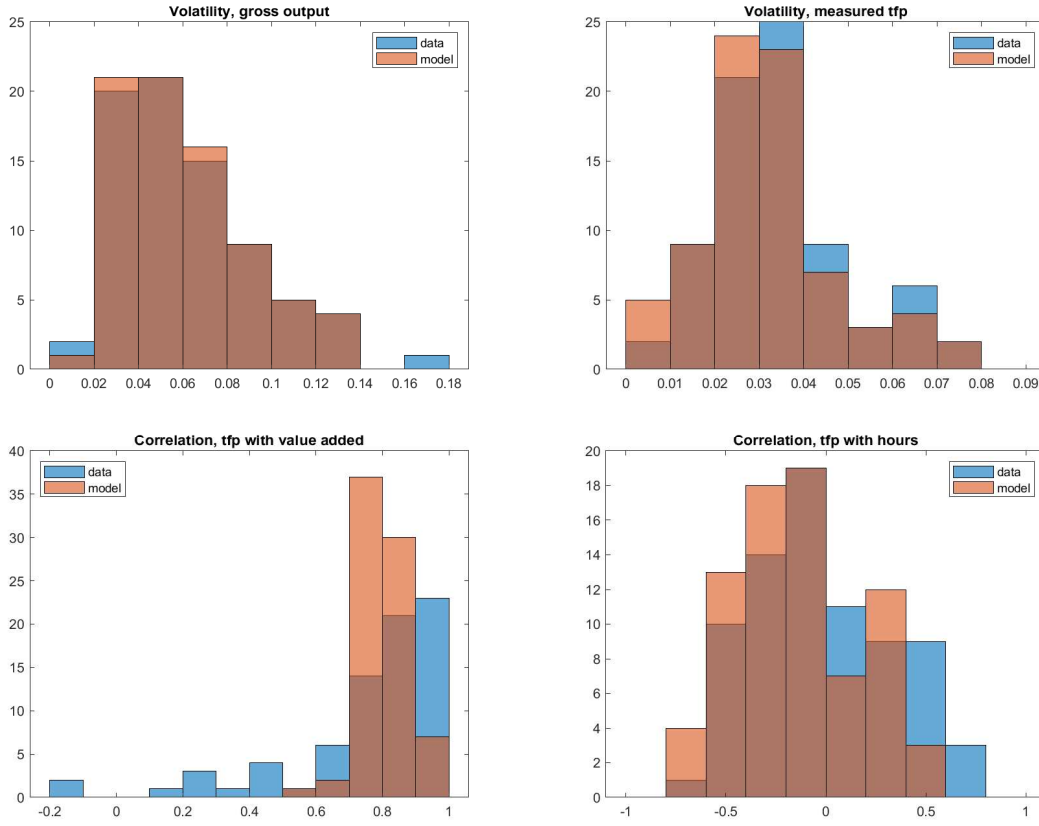 Volatility, gross output
25
20
15
10
5
0
data
model
0 0.02 0.04 0.06 0.08 0.1 0.12 0.14 0.16 0.18
Volatility, measured tfp
25
20
15
10
5
0
data
model
0 0.01 0.02 0.03 0.04 0.05 0.06 0.07 0.08 0.09
Correlation, tfp with value added
40
35
30
25
20
15
10
5
0
data
model
-0.2 0 0.2 0.4 0.6 0.8 1
Correlation, tfp with hours
20
18
16
14
12
10
8
6
4
2
0
data
model
-1 -0.5 0 0.5 1